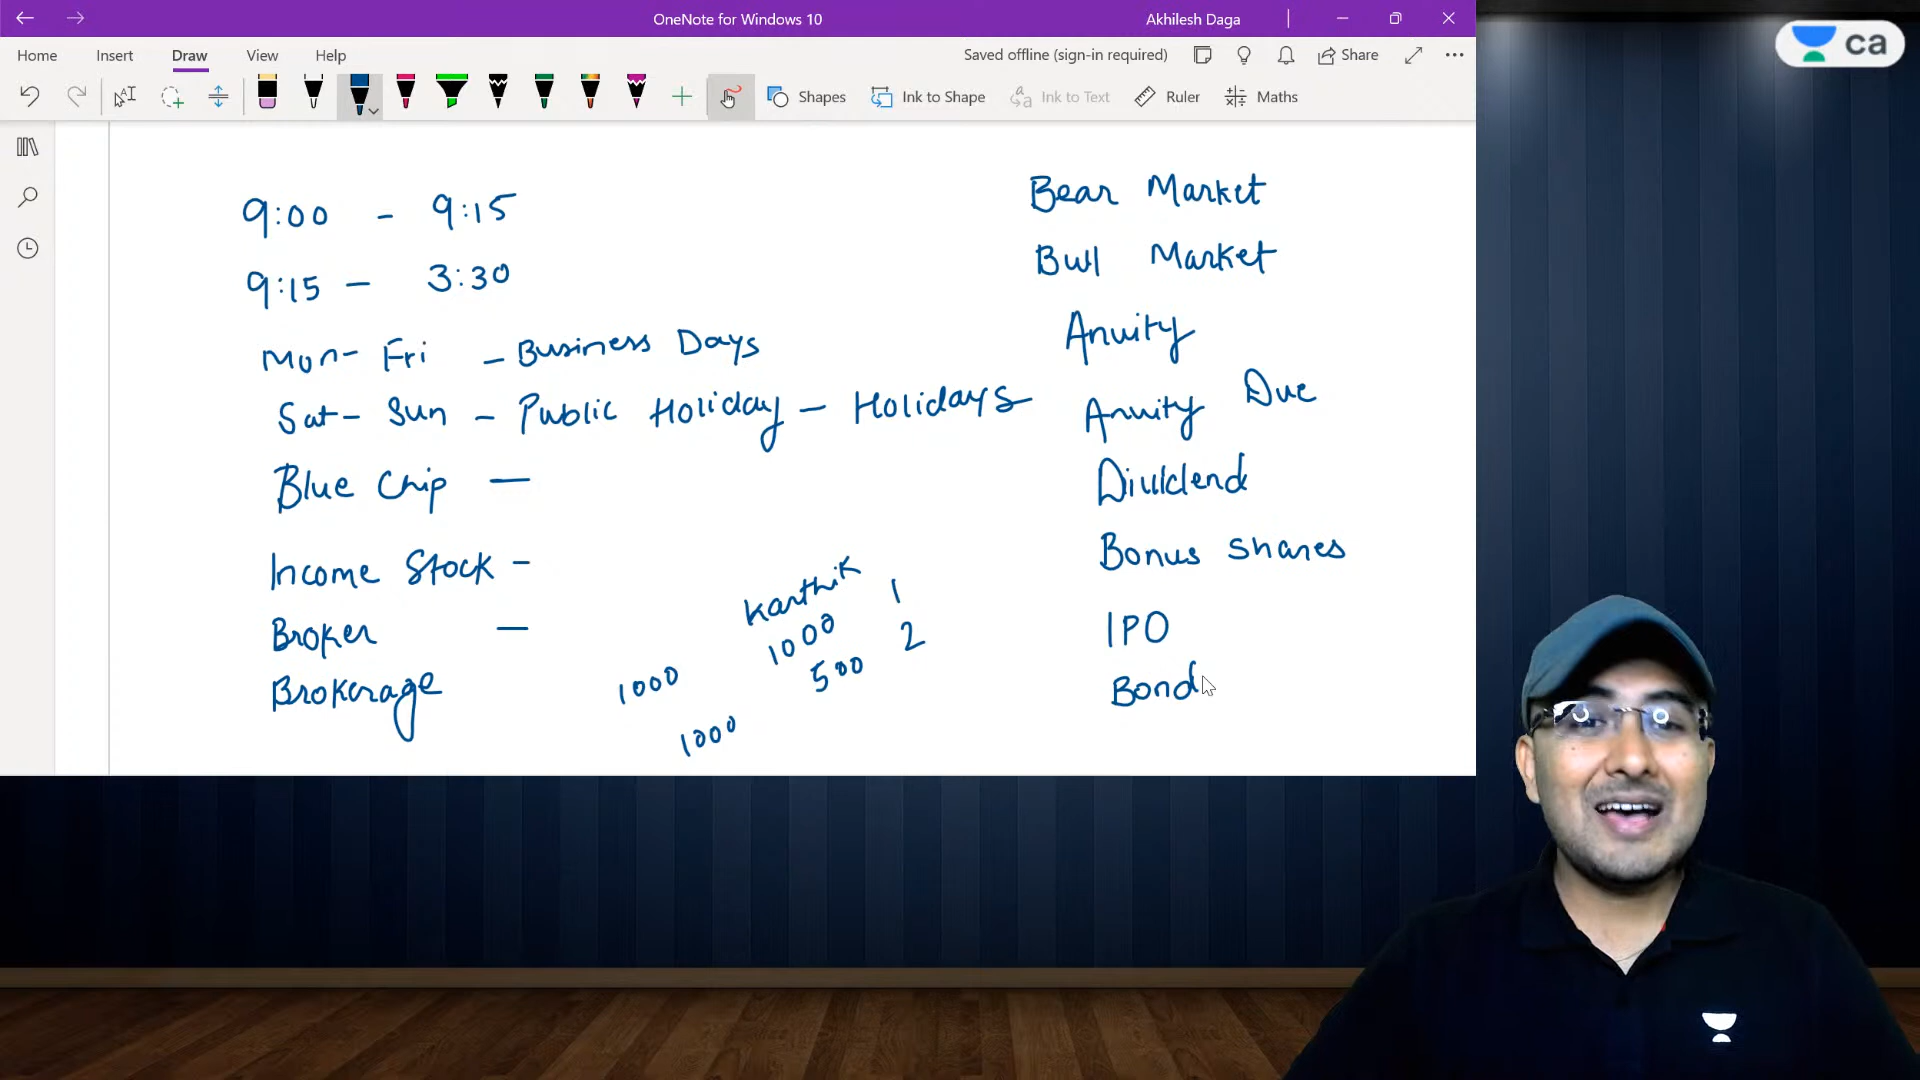 OneNote for Windows 10
Akhilesh Daga
Home Insert Draw View Help
Saved offline (sign-in required)
Share
Shapes
Ink to Shape
Ink to Text
Ruler
Maths
ca
9:00 - 9:15
9:15 - 3:30
Mon- Fri - Business Days
Sat- Sun - Public Holiday - Holidays
Blue Chip -
Income Stock -
Broker -
Brokerage
Karthik
1000 1
500 2
1000
1000
Bear Market
Bull Market
Anuity
Anuity Due
Dividend
Bonus Shares
IPO
Bond